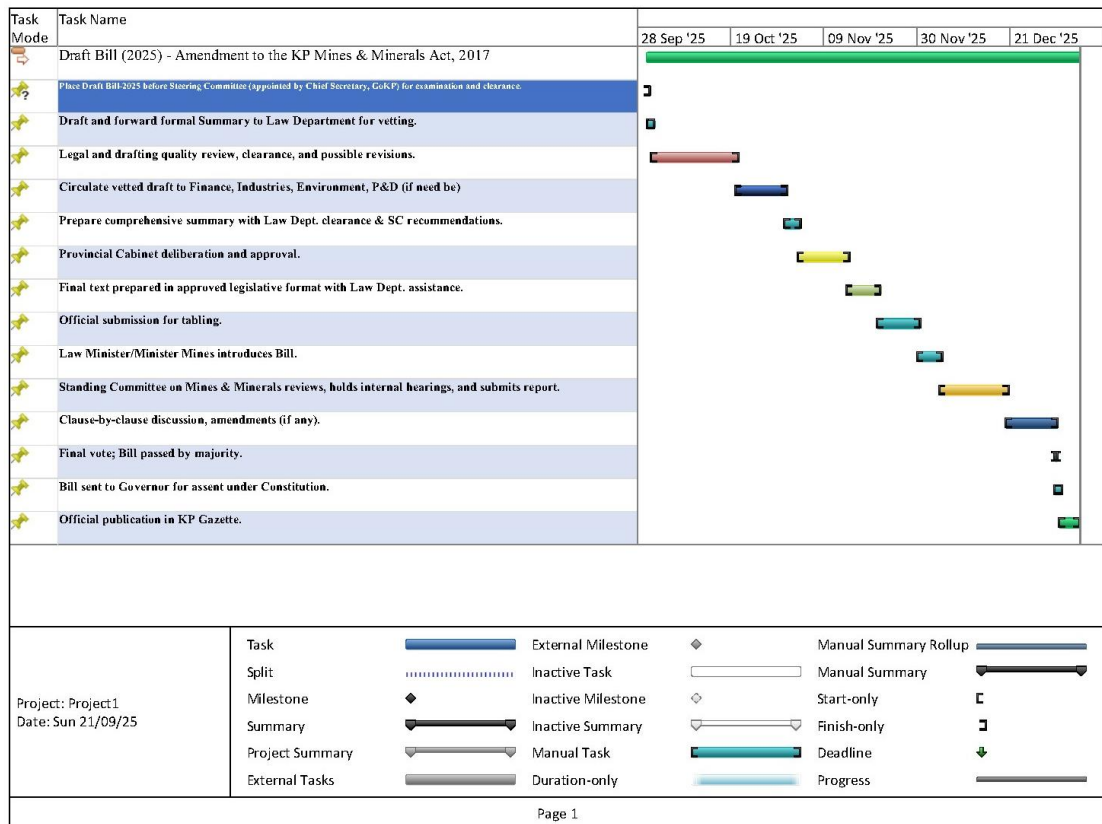 Task Mode
Task Name
28 Sep '25
19 Oct '25
09 Nov '25
30 Nov '25
21 Dec '25
Draft Bill (2025) - Amendment to the KP Mines & Minerals Act, 2017
Place Draft Bill-2025 before Steering Committee (appointed by Chief Secretary, GoKP) for examination and clearance.
Draft and forward formal Summary to Law Department for vetting.
Legal and drafting quality review, clearance, and possible revisions.
Circulate vetted draft to Finance, Industries, Environment, P&D (if need be)
Prepare comprehensive summary with Law Dept. clearance & SC recommendations.
Provincial Cabinet deliberation and approval.
Final text prepared in approved legislative format with Law Dept. assistance.
Official submission for tabling.
Law Minister/Minister Mines introduces Bill.
Standing Committee on Mines & Minerals reviews, holds internal hearings, and submits report.
Clause-by-clause discussion, amendments (if any).
Final vote; Bill passed by majority.
Bill sent to Governor for assent under Constitution.
Official publication in KP Gazette.
Project: Project1
Date: Sun 21/09/25
Task
Split
Milestone
Summary
Project Summary
External Tasks
External Milestone
Inactive Task
Inactive Milestone
Inactive Summary
Manual Task
Duration-only
Manual Summary Rollup
Manual Summary
Start-only
Finish-only
Deadline
Progress
Page 1